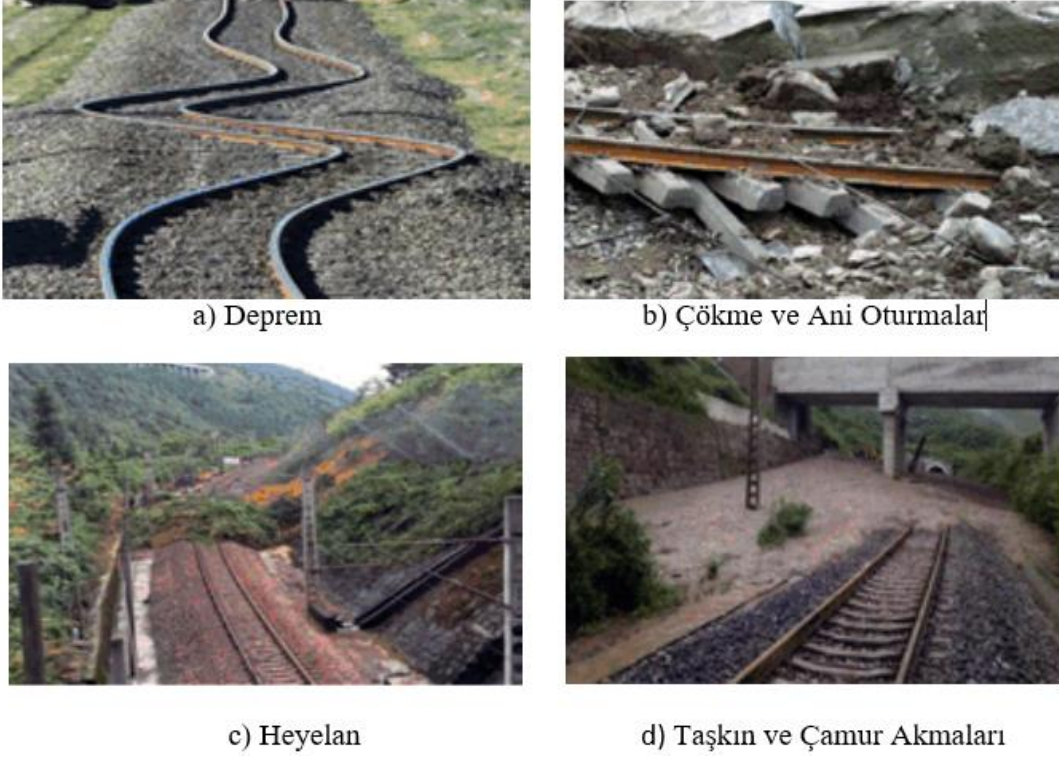 a) Deprem
b) Çökme ve Ani Oturmalar
c) Heyelan
d) Taşkın ve Çamur Akmaları